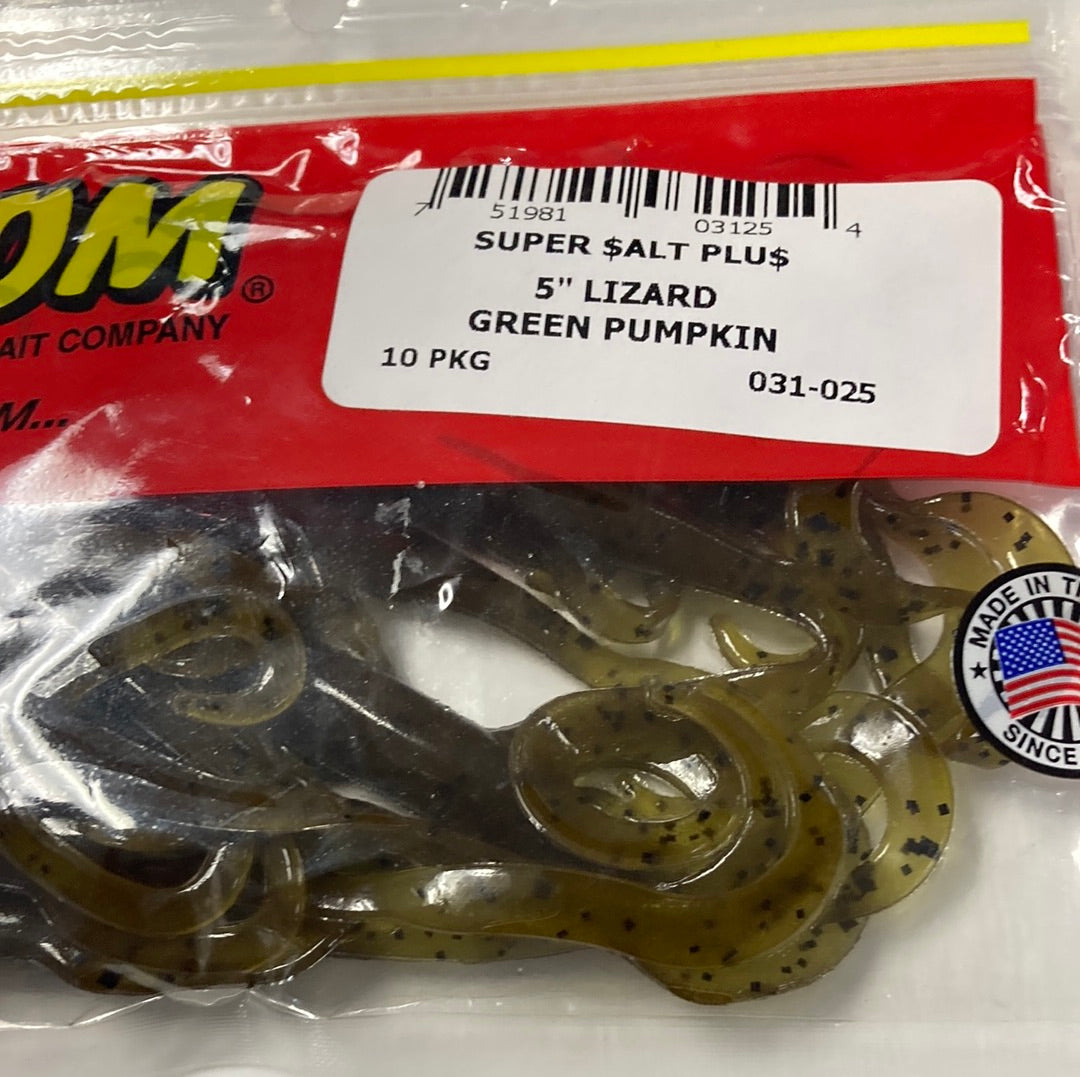 7 51981 03125 4
SUPER $ALT PLU$
5" LIZARD
GREEN PUMPKIN
10 PKG
031-025
OM®
AIT COMPANY
M...
MADE IN T
SINCE